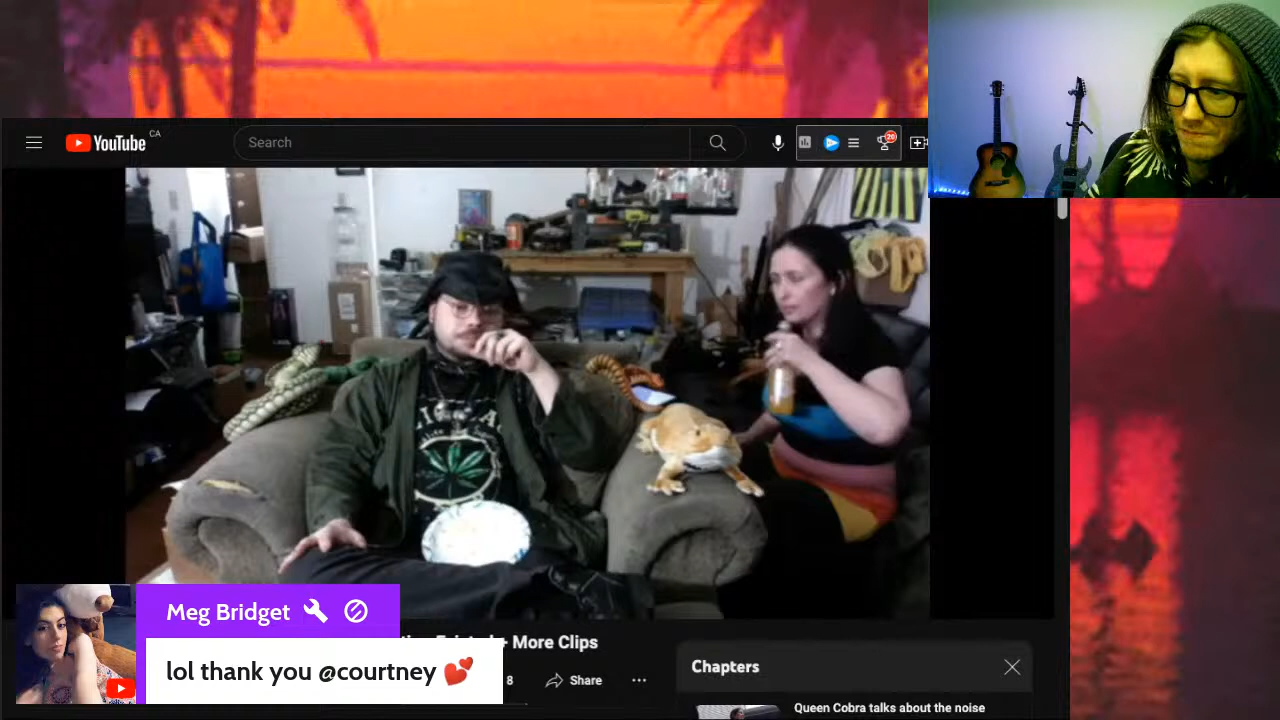 YouTube CA
Search
20
Meg Bridget
lol thank you @courtney 💕
+ More Clips
8
Share
Chapters
Queen Cobra talks about the noise